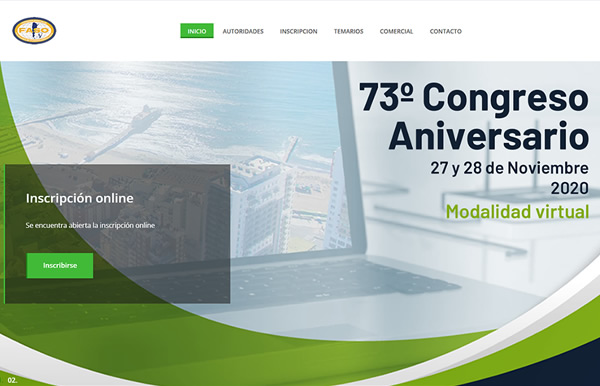 FASO
INICIO AUTORIDADES INSCRIPCION TEMARIOS COMERCIAL CONTACTO
73º Congreso
Aniversario
27 y 28 de Noviembre
2020
Modalidad virtual
Inscripción online
Se encuentra abierta la inscripción online
Inscribirse
02.